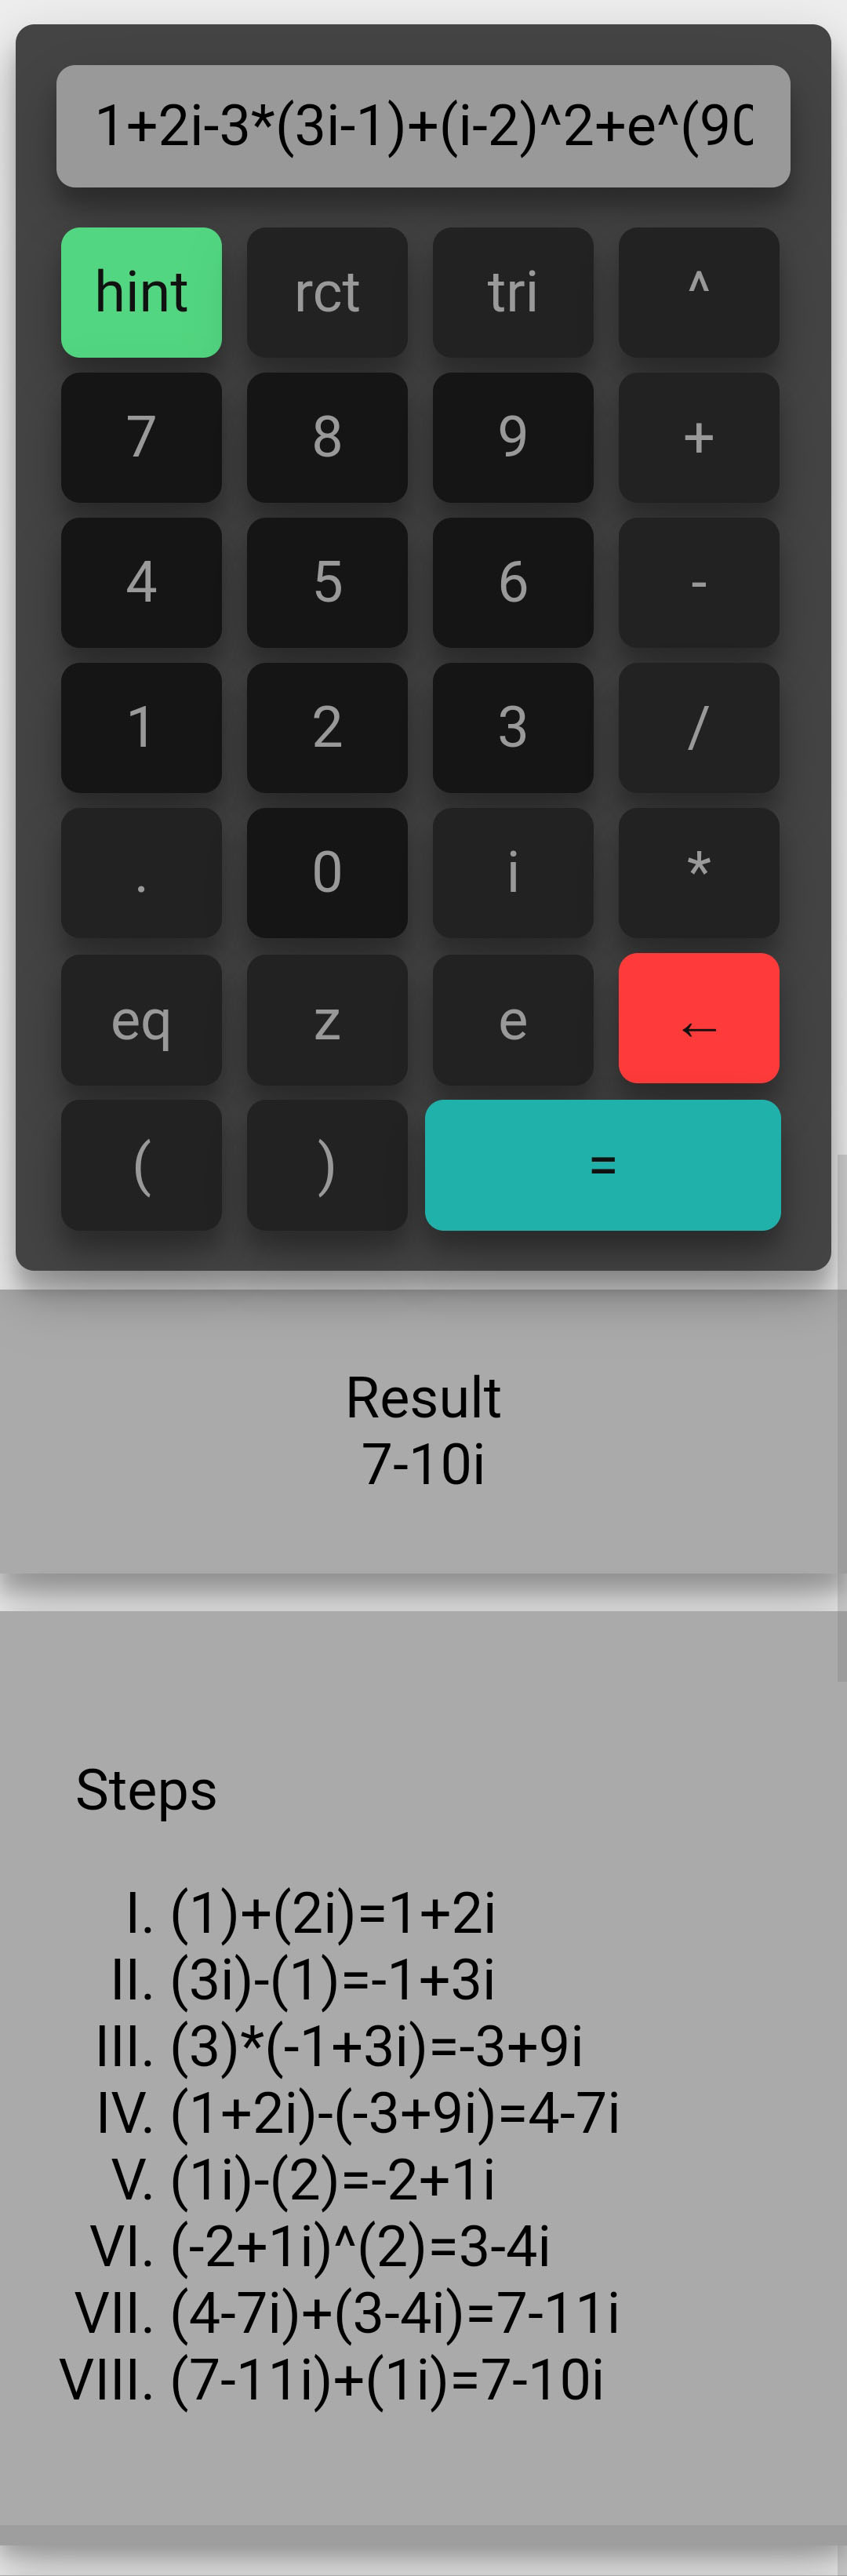 1+2i-3*(3i-1)+(i-2)^2+e^(90
hint rct tri ^
7 8 9 +
4 5 6 -
1 2 3 /
. 0 i *
eq z e ←
( ) =
Result
7-10i
Steps
I. (1)+(2i)=1+2i
II. (3i)-(1)=-1+3i
III. (3)*(-1+3i)=-3+9i
IV. (1+2i)-(-3+9i)=4-7i
V. (1i)-(2)=-2+1i
VI. (-2+1i)^(2)=3-4i
VII. (4-7i)+(3-4i)=7-11i
VIII. (7-11i)+(1i)=7-10i